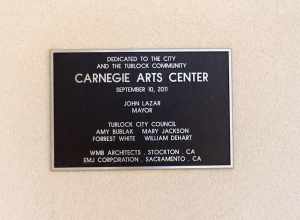 DEDICATED TO THE CITY
AND THE TURLOCK COMMUNITY
CARNEGIE ARTS CENTER
SEPTEMBER 10, 2011
JOHN LAZAR
MAYOR
TURLOCK CITY COUNCIL
AMY BUBLAK MARY JACKSON
FORREST WHITE WILLIAM DEHART
WMB ARCHITECTS . STOCKTON . CA
EMJ CORPORATION . SACRAMENTO . CA